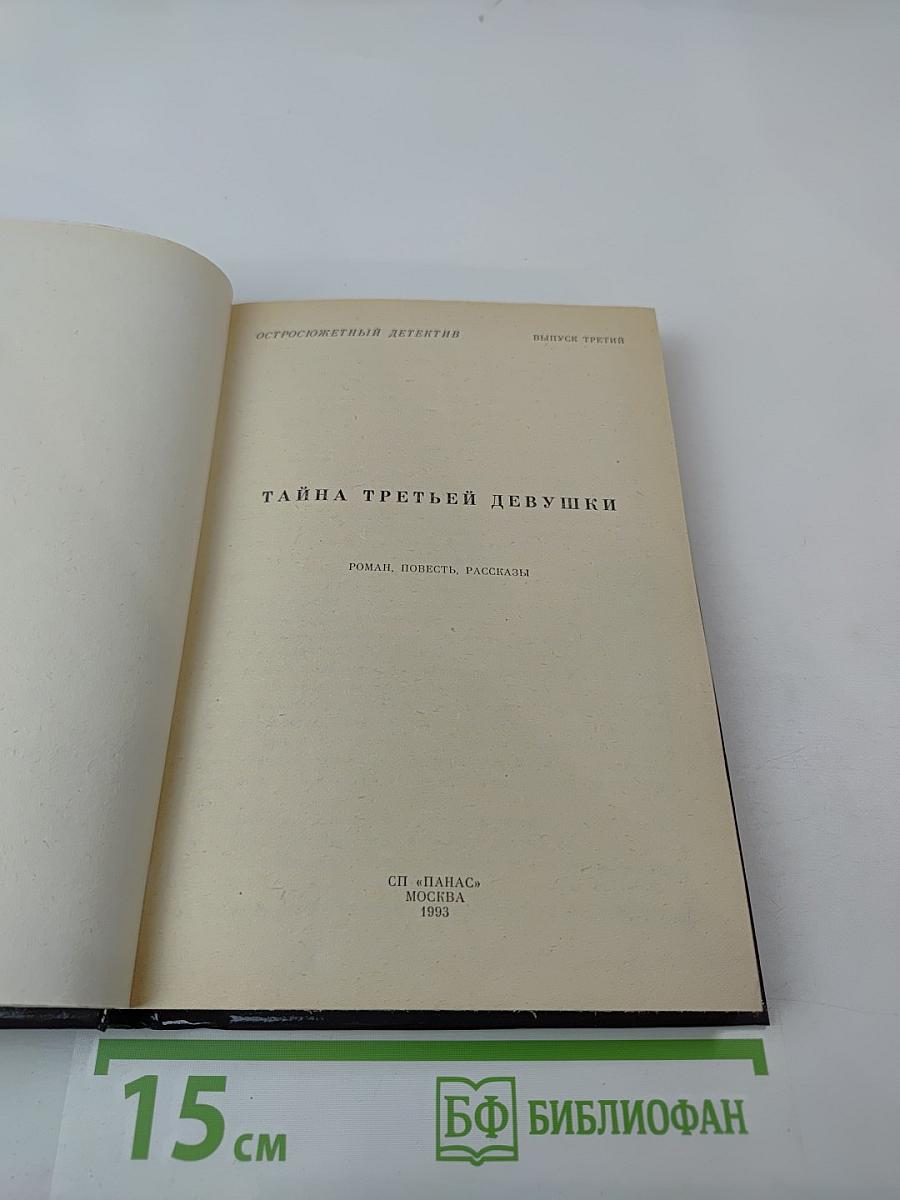 ОСТРОСЮЖЕТНЫЙ ДЕТЕКТИВ ВЫПУСК ТРЕТИЙ
ТАЙНА ТРЕТЬЕЙ ДЕВУШКИ
РОМАН, ПОВЕСТЬ, РАССКАЗЫ
СП «ПАНАС»
МОСКВА
1993
15 см БФ БИБЛИОФАН